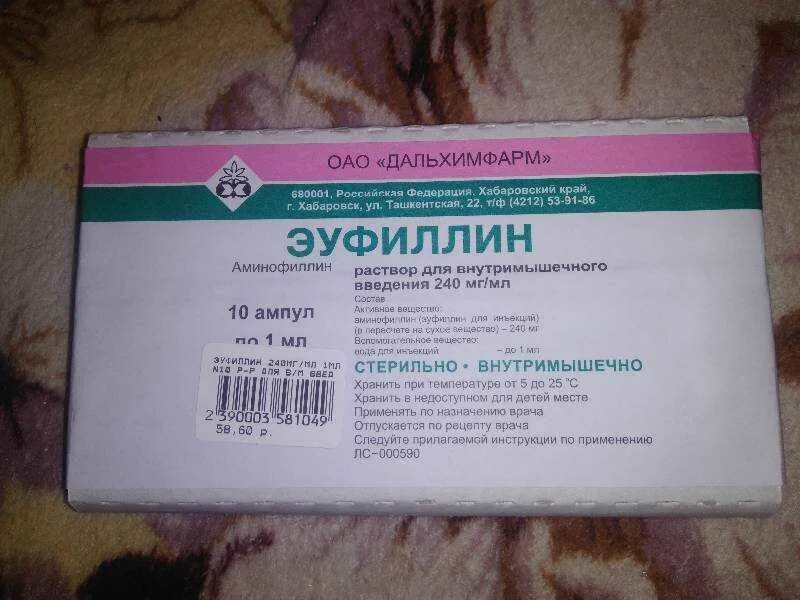 ОАО «ДАЛЬХИМФАРМ»
680001, Российская Федерация, Хабаровский край,
г. Хабаровск, ул. Ташкентская, 22, т/ф (4212) 53-91-86
ЭУФИЛЛИН
Аминофиллин
раствор для внутримышечного
введения 240 мг/мл
10 ампул
по 1 мл
Состав
Активное вещество:
аминофиллин (эуфиллин для инъекций)
(в пересчете на сухое вещество) – 240 мг
Вспомогательное вещество:
вода для инъекций – до 1 мл
СТЕРИЛЬНО • ВНУТРИМЫШЕЧНО
Хранить при температуре от 5 до 25 °С
Хранить в недоступном для детей месте
Применять по назначению врача
Отпускается по рецепту врача
Следуйте прилагаемой инструкции по применению
ЛС–000590
ЭУФИЛЛИН 240МГ/МЛ 1МЛ
N10 Р-Р ДЛЯ В/М ВВЕД
2 390003 581049
58,60 р.